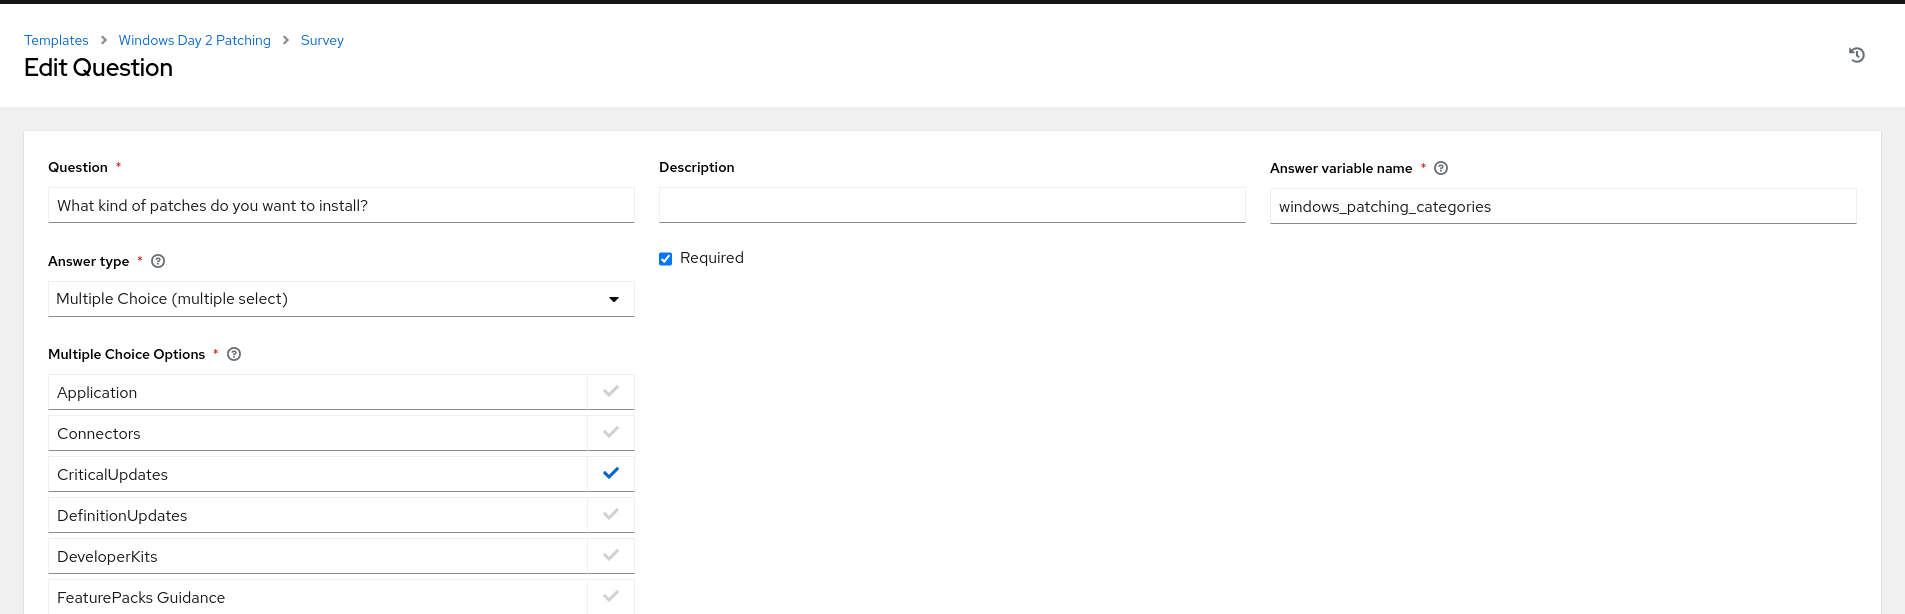 Templates > Windows Day 2 Patching > Survey
Edit Question
Question *
Description
Answer variable name *
What kind of patches do you want to install?
windows_patching_categories
Answer type *
Required
Multiple Choice (multiple select)
Multiple Choice Options *
Application
Connectors
CriticalUpdates
DefinitionUpdates
DeveloperKits
FeaturePacks Guidance